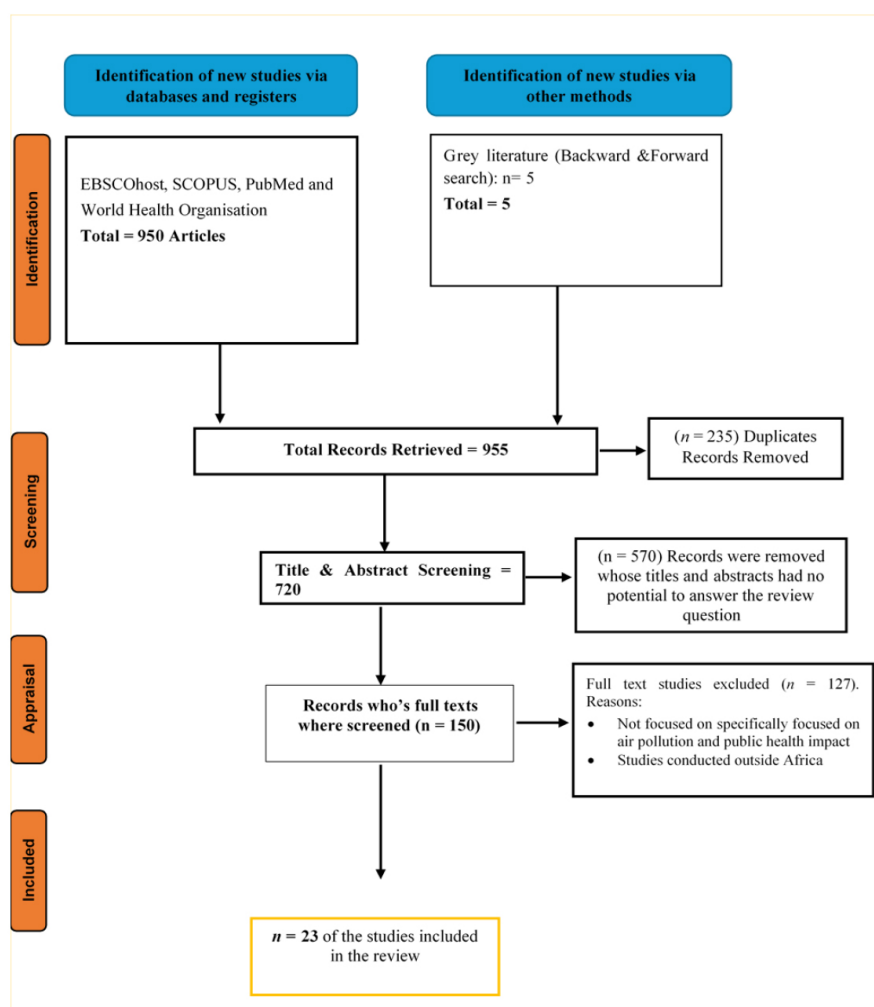 Identification of new studies via
databases and registers
Identification of new studies via
other methods
Identification
EBSCOhost, SCOPUS, PubMed and
World Health Organisation
Total = 950 Articles
Grey literature (Backward &Forward
search): n= 5
Total = 5
Screening
Total Records Retrieved = 955
(n = 235) Duplicates
Records Removed
Title & Abstract Screening =
720
(n = 570) Records were removed
whose titles and abstracts had no
potential to answer the review
question
Appraisal
Records who's full texts
where screened (n = 150)
Full text studies excluded (n = 127).
Reasons:
• Not focused on specifically focused on
air pollution and public health impact
• Studies conducted outside Africa
Included
n = 23 of the studies included
in the review